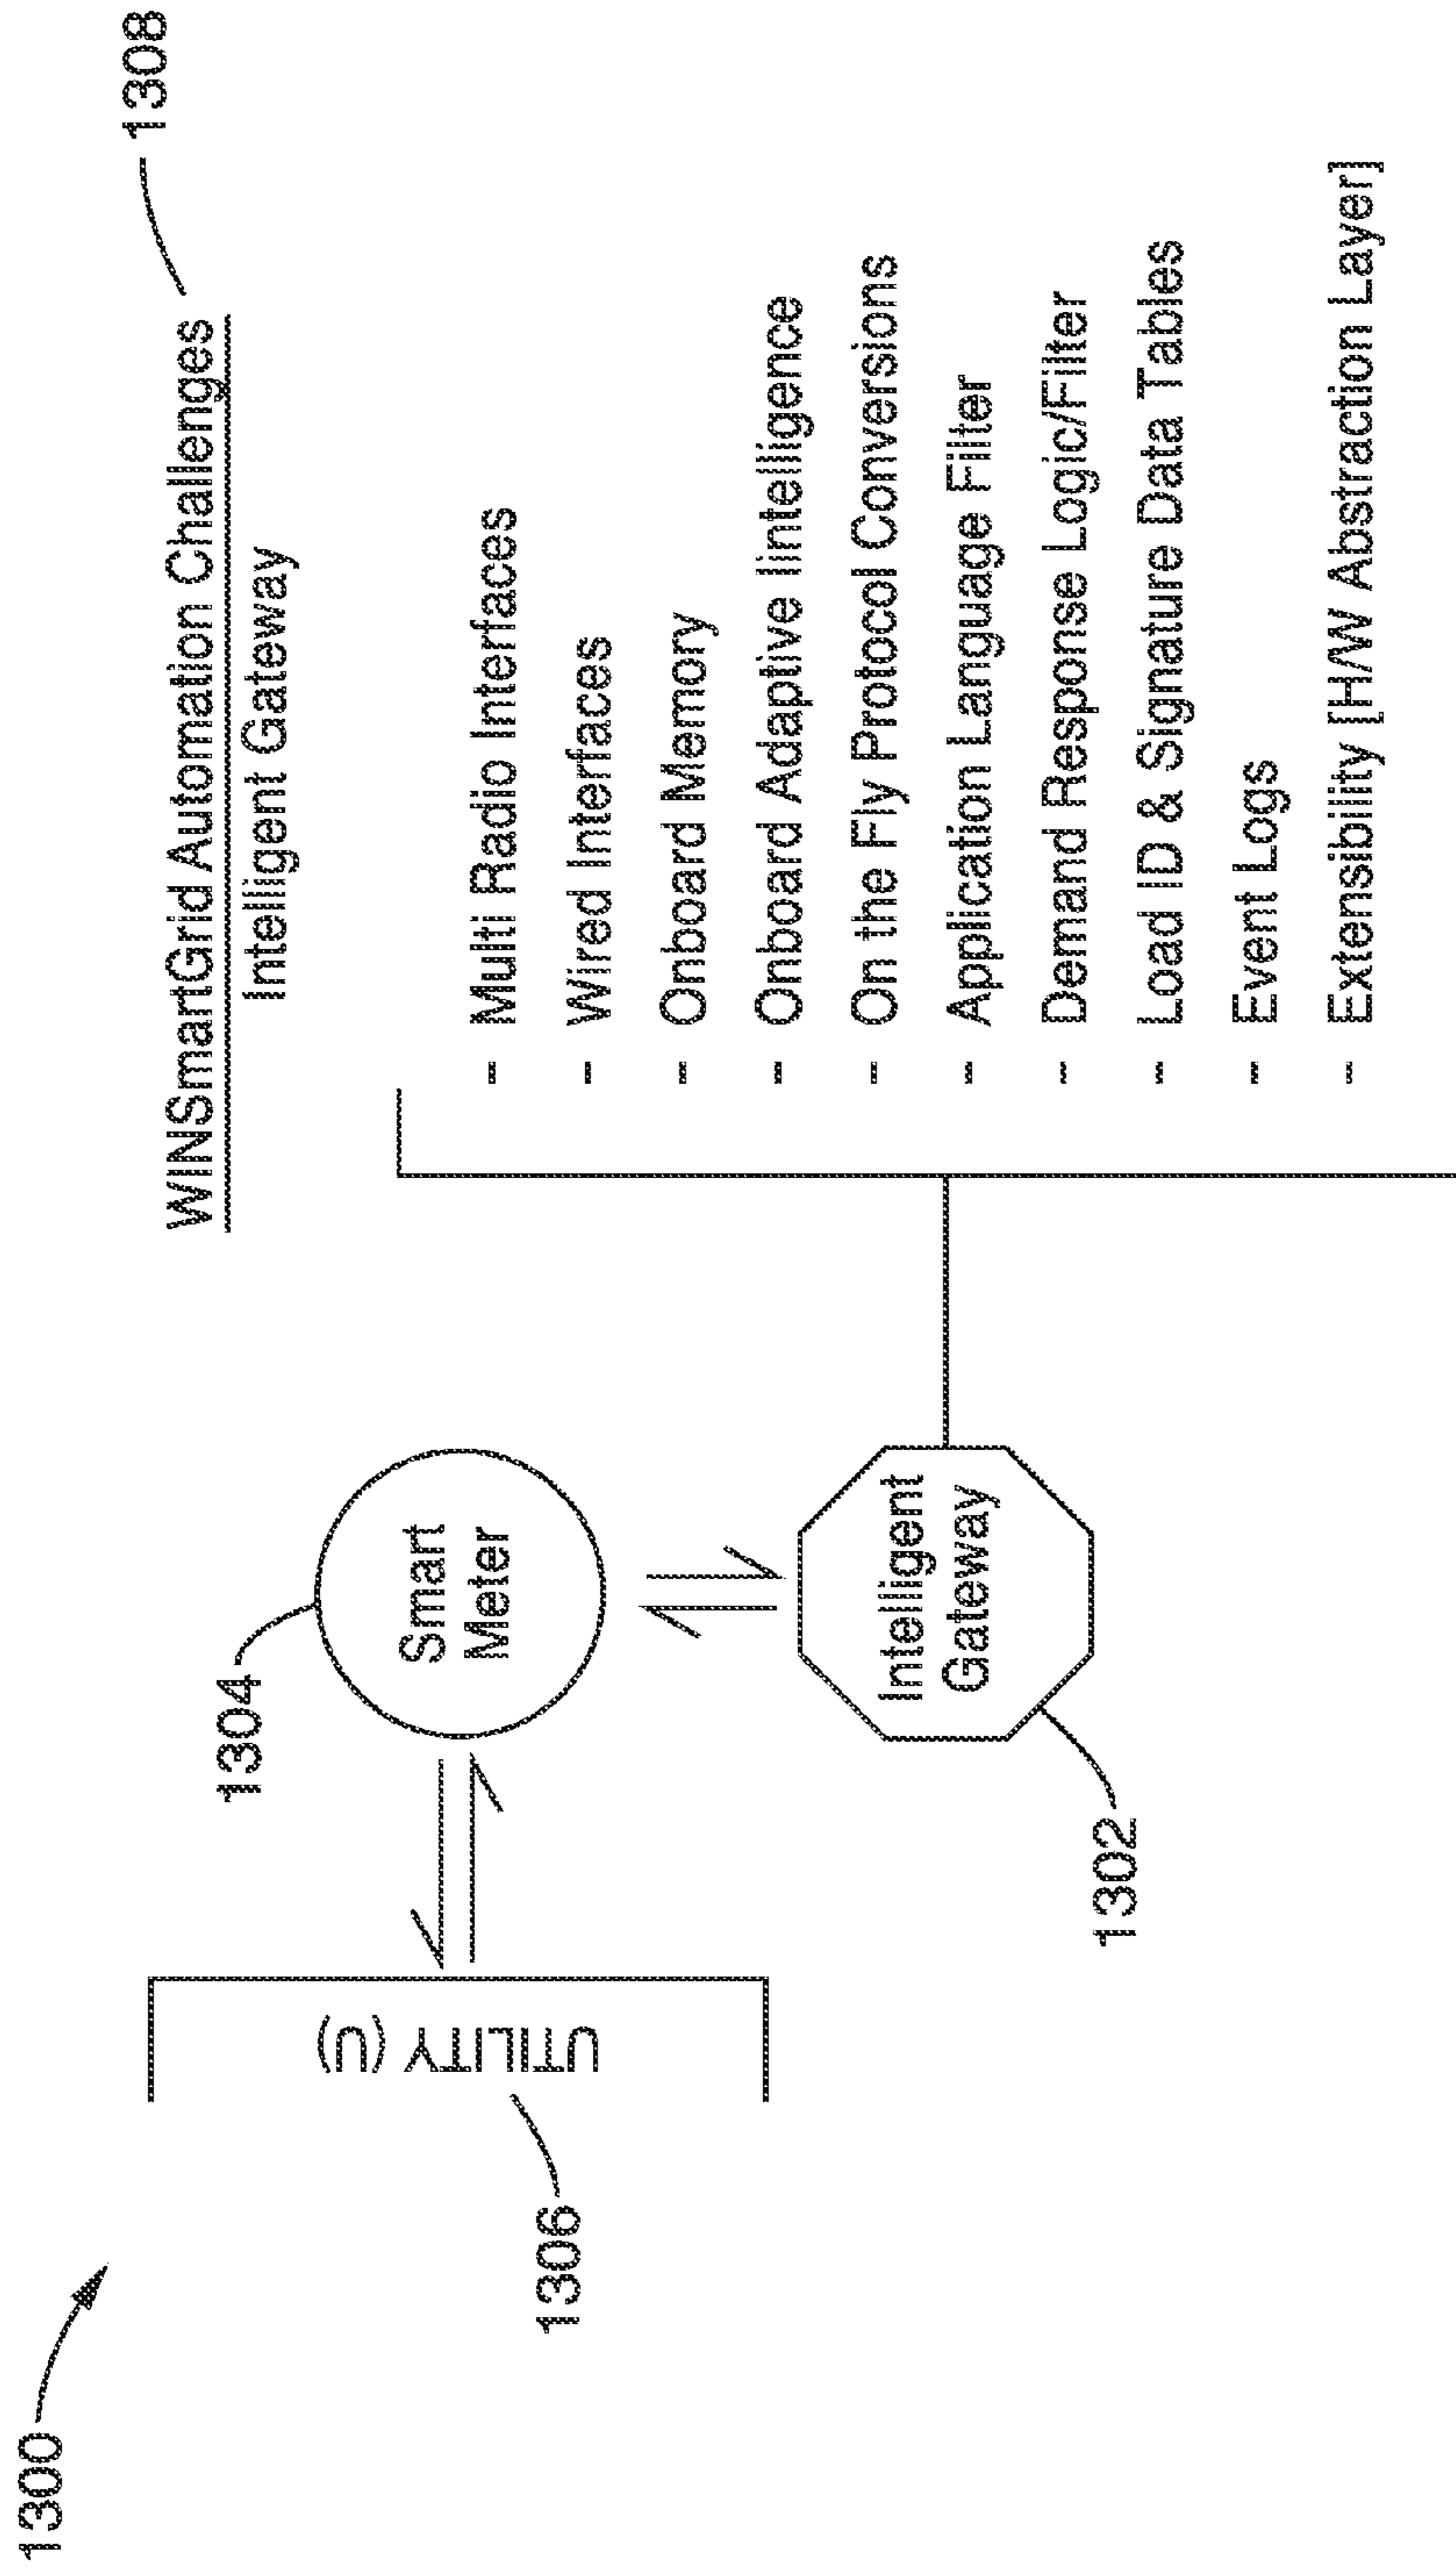 1300
1306
UTILITY (U)
1304
Smart
Meter
1302
Intelligent
Gateway
1308
WINSmartGrid Automation Challenges
Intelligent Gateway
- Multi Radio Interfaces
- Wired Interfaces
- Onboard Memory
- Onboard Adaptive Iintelligence
- On the Fly Protocol Conversions
- Application Language Filter
- Demand Response Logic/Filter
- Load ID & Signature Data Tables
- Event Logs
- Extensibility [H/W Abstraction Layer]